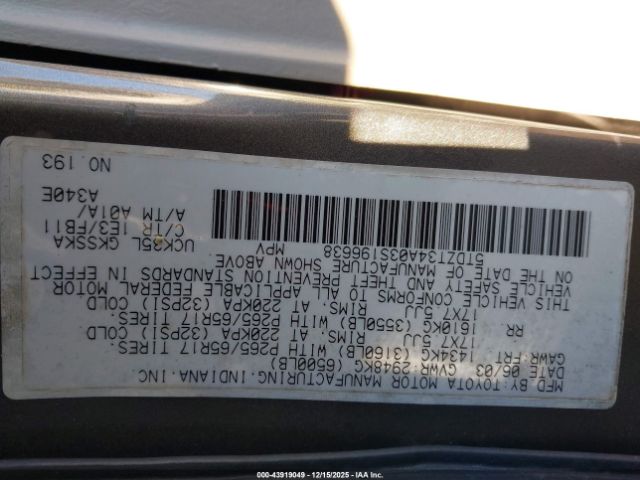 MFD.BY:TOYOTA MOTOR MANUFACTURING.INDIANA.INC.
DATE 05/03 GVWR: 2948KG (6500LB)
GAWR:FRT 1434KG (3160LB) WITH P265/65R17 TIRES.
17X7.5JJ RIMS. AT 220KPA (32PSI) COLD
RR 1610KG (3550LB) WITH P265/65R17 TIRES.
17X7.5JJ RIMS. AT 220KPA (32PSI) COLD
THIS VEHICLE CONFORMS TO ALL APPLICABLE FEDERAL MOTOR
VEHICLE SAFETY AND THEFT PREVENTION STANDARDS IN EFFECT
ON THE DATE OF MANUFACTURE SHOWN ABOVE.
5TDZT34A03S196638 MPV
UCK35L GKSSKA
C/TR 1E3/FB11
A/TM A01A/
A340E
NO.193
000-43919049 - 12/15/2025 - IAA Inc.